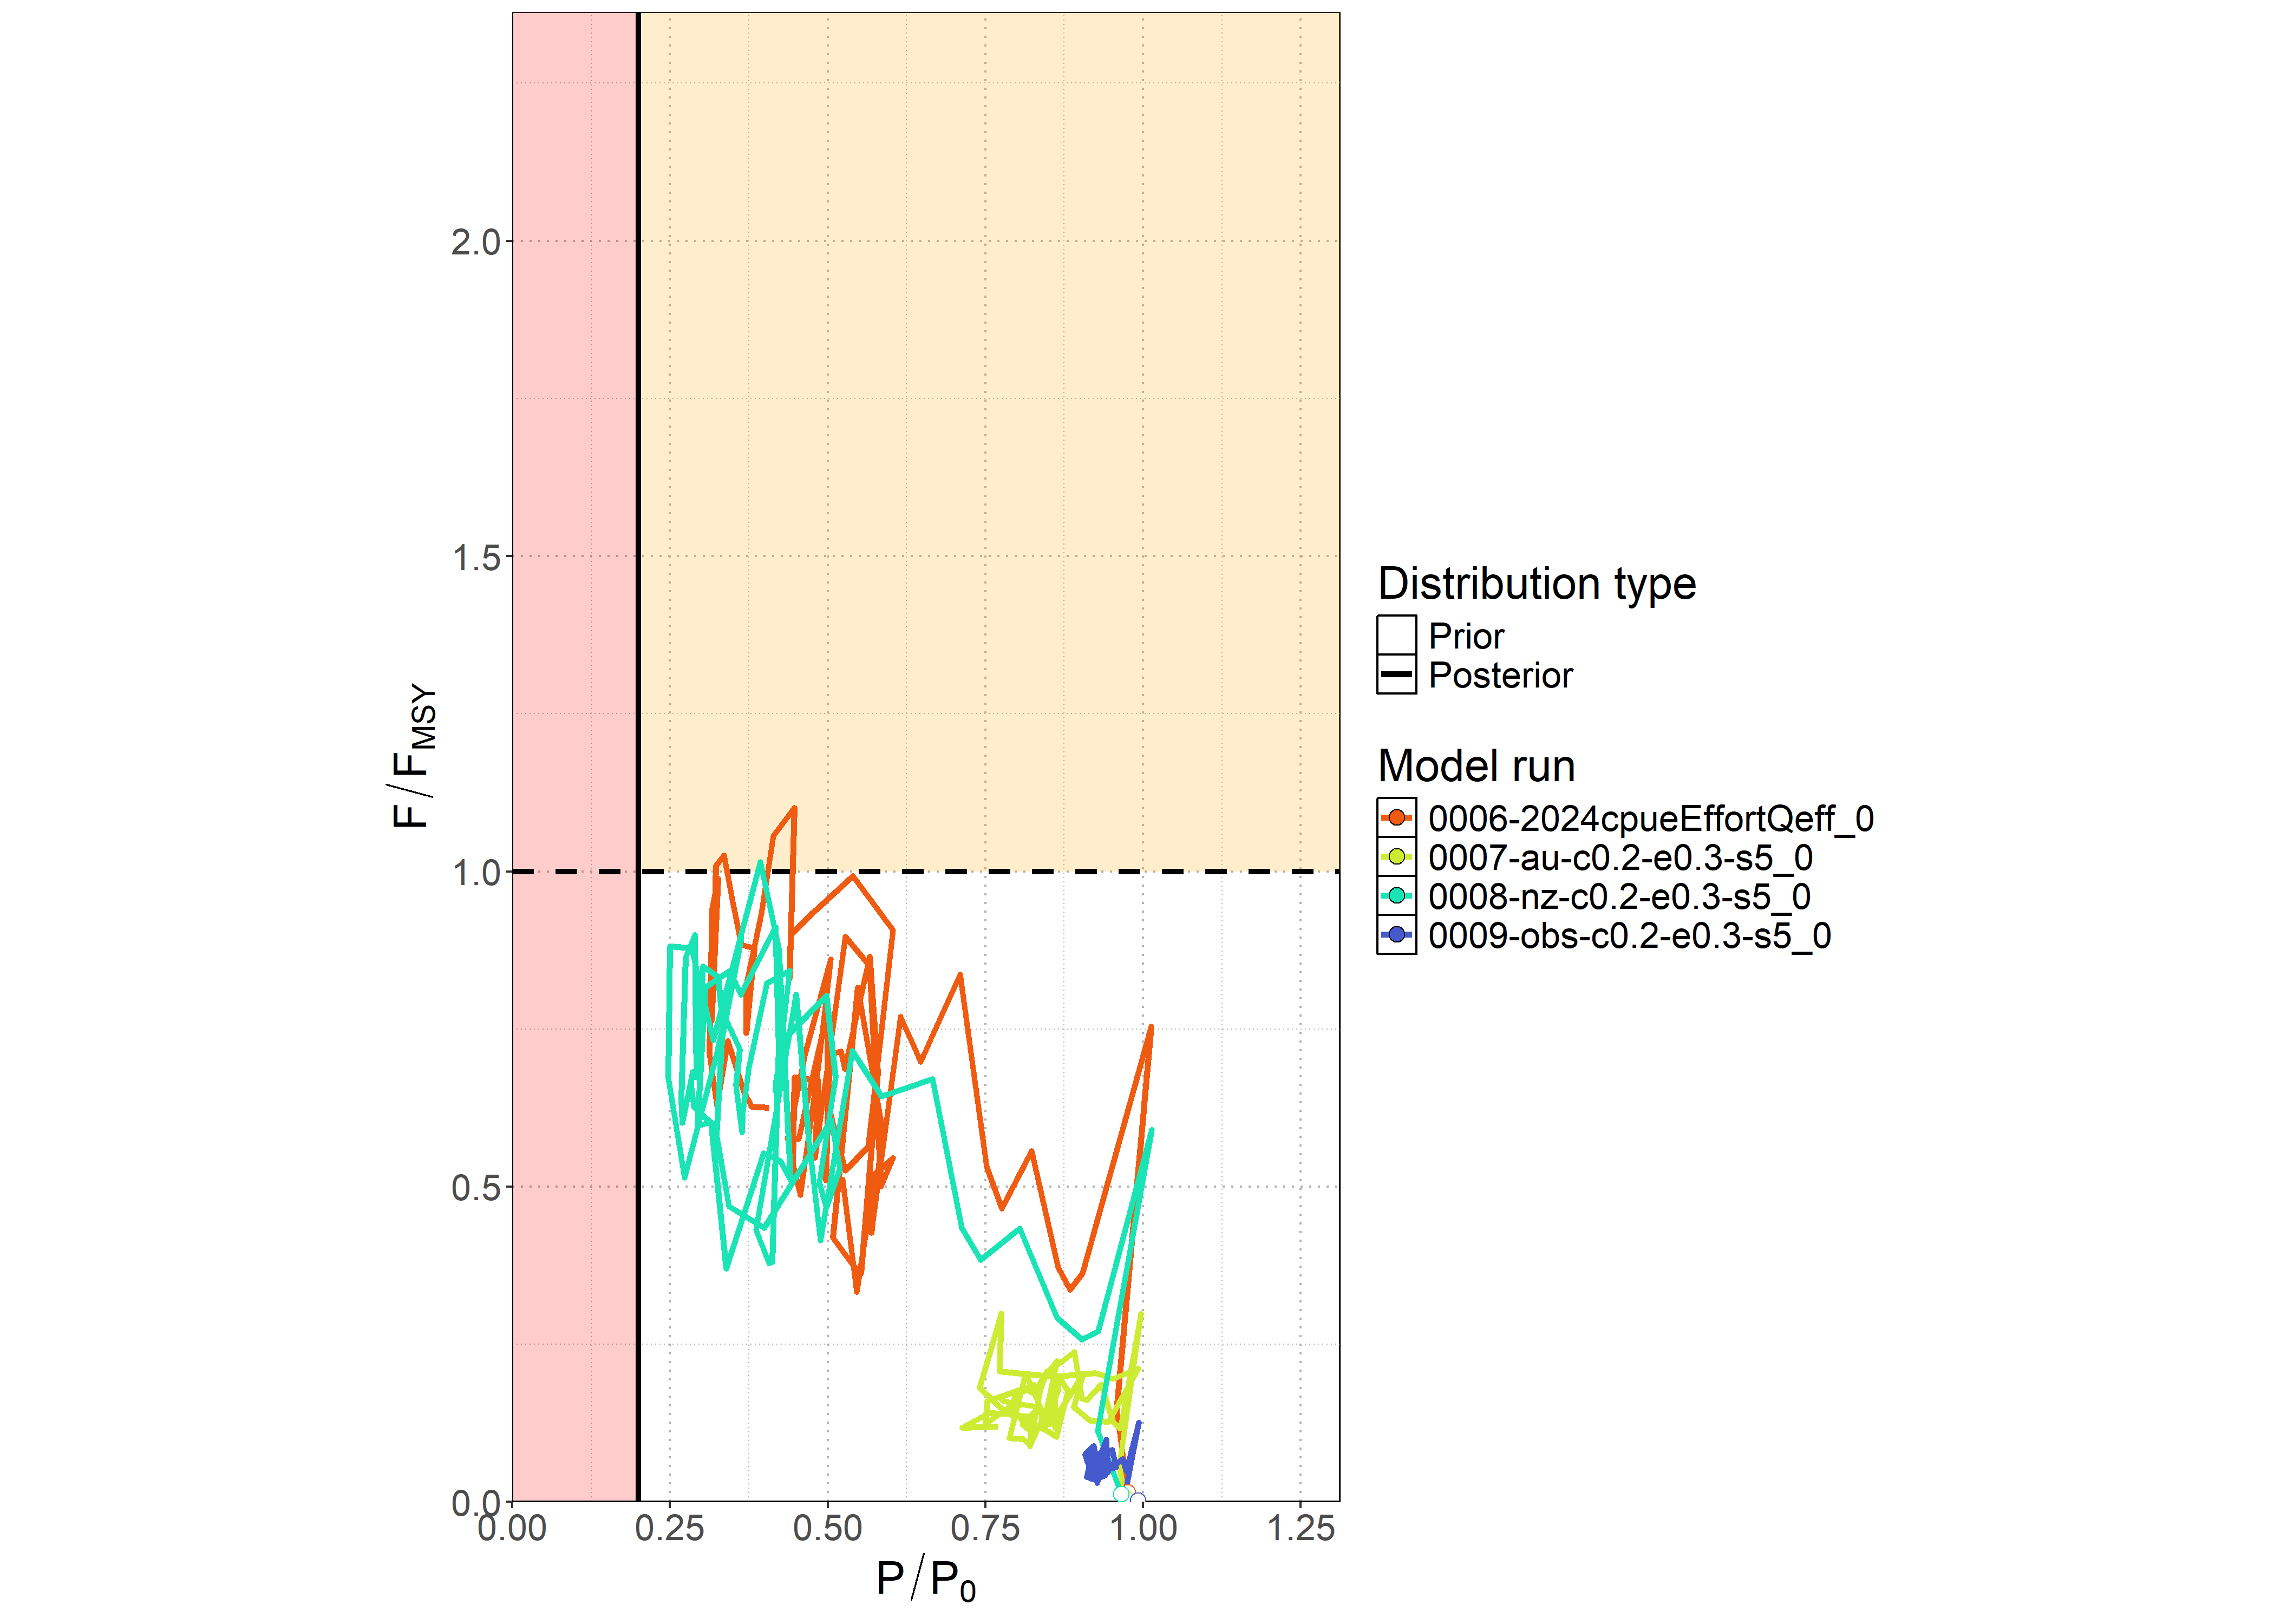 2.0
1.5
1.0
0.5
0.0
F/F_MSY
0.00 0.25 0.50 0.75 1.00 1.25
P/P_0
Distribution type
Prior
Posterior
Model run
0006-2024cpueEffortQeff_0
0007-au-c0.2-e0.3-s5_0
0008-nz-c0.2-e0.3-s5_0
0009-obs-c0.2-e0.3-s5_0